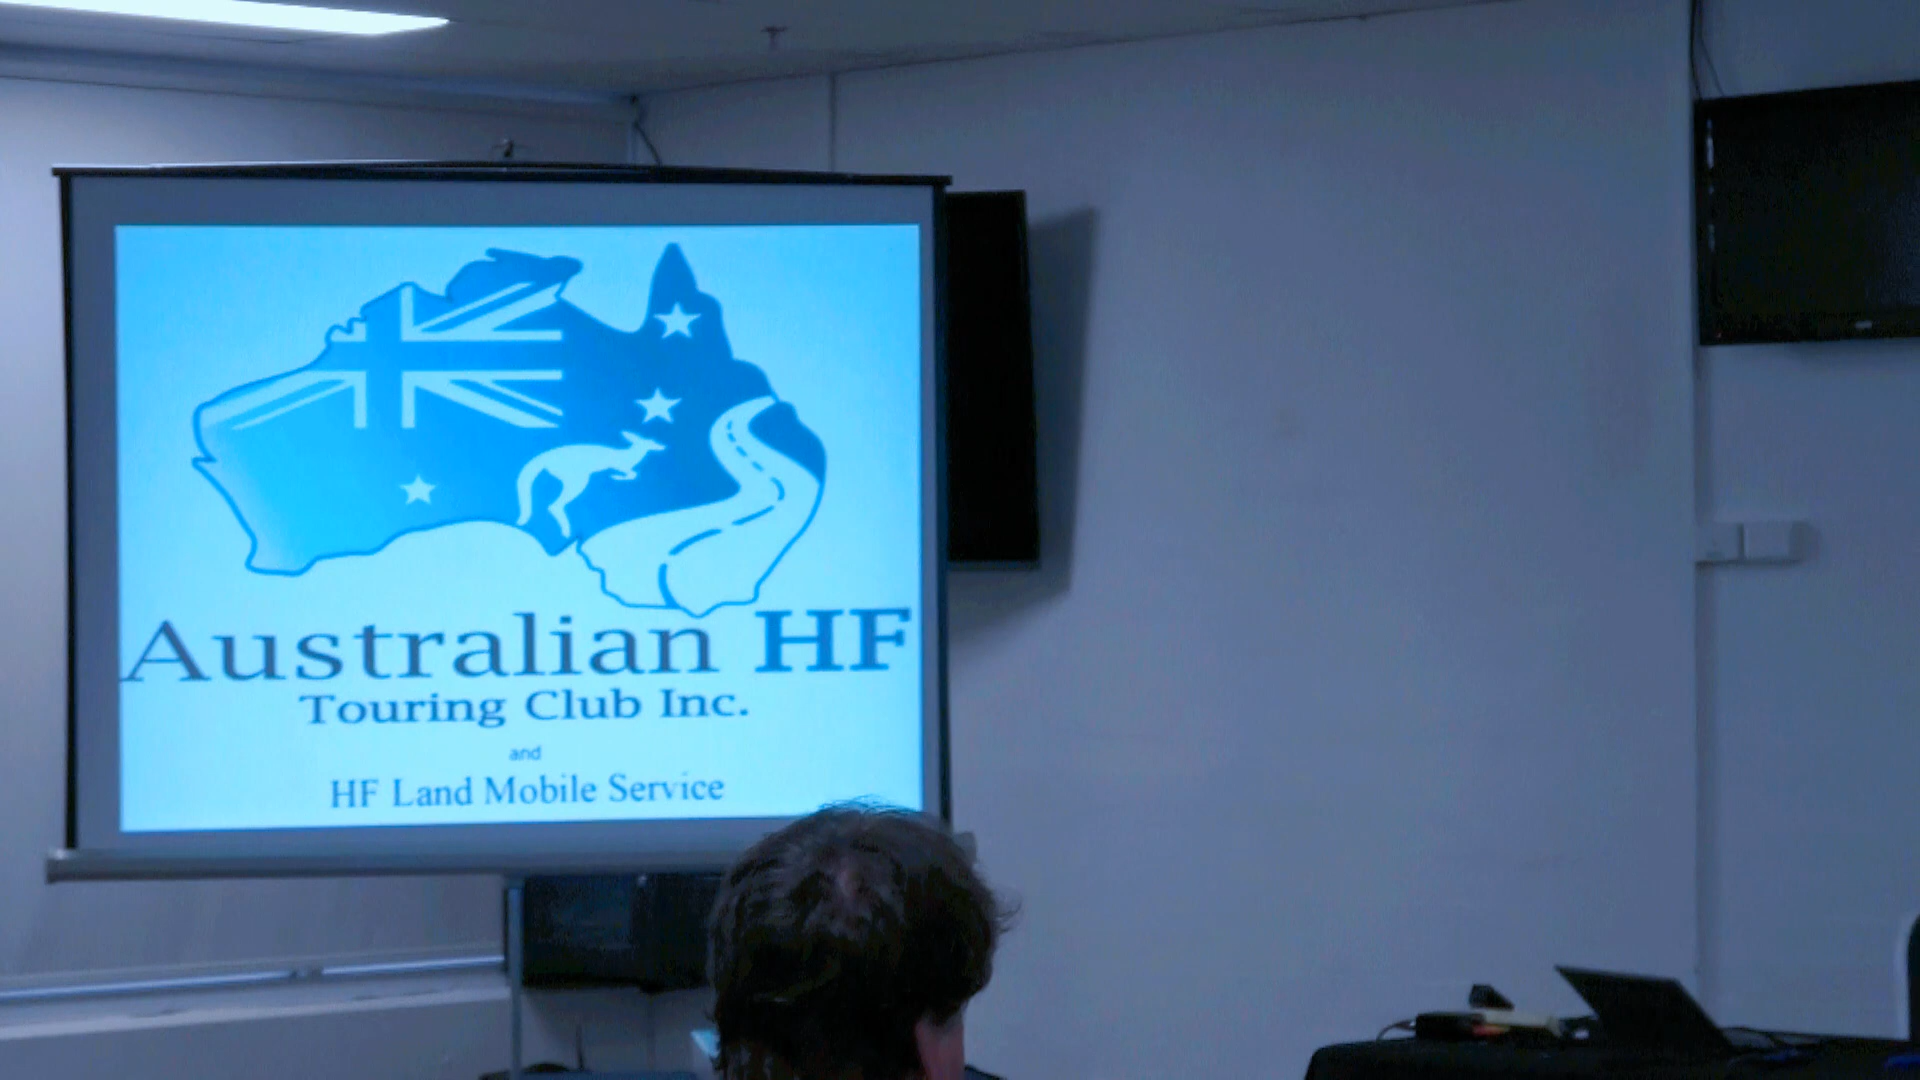 Australian HF
Touring Club Inc.
and
HF Land Mobile Service